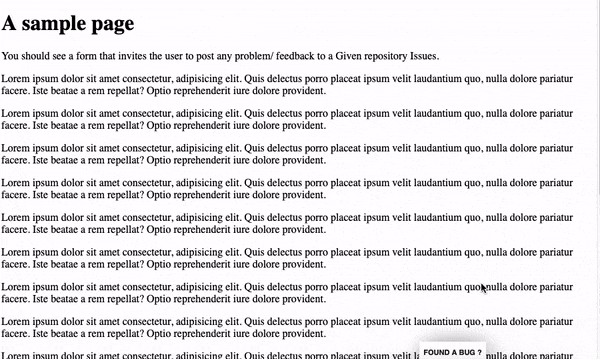 A sample page
You should see a form that invites the user to post any problem/ feedback to a Given repository Issues.
Lorem ipsum dolor sit amet consectetur, adipisicing elit. Quis delectus porro placeat ipsum velit laudantium quo, nulla dolore pariatur
facere. Iste beatae a rem repellat? Optio reprehenderit iure dolore provident.
Lorem ipsum dolor sit amet consectetur, adipisicing elit. Quis delectus porro placeat ipsum velit laudantium quo, nulla dolore pariatur
facere. Iste beatae a rem repellat? Optio reprehenderit iure dolore provident.
Lorem ipsum dolor sit amet consectetur, adipisicing elit. Quis delectus porro placeat ipsum velit laudantium quo, nulla dolore pariatur
facere. Iste beatae a rem repellat? Optio reprehenderit iure dolore provident.
Lorem ipsum dolor sit amet consectetur, adipisicing elit. Quis delectus porro placeat ipsum velit laudantium quo, nulla dolore pariatur
facere. Iste beatae a rem repellat? Optio reprehenderit iure dolore provident.
Lorem ipsum dolor sit amet consectetur, adipisicing elit. Quis delectus porro placeat ipsum velit laudantium quo, nulla dolore pariatur
facere. Iste beatae a rem repellat? Optio reprehenderit iure dolore provident.
Lorem ipsum dolor sit amet consectetur, adipisicing elit. Quis delectus porro placeat ipsum velit laudantium quo, nulla dolore pariatur
facere. Iste beatae a rem repellat? Optio reprehenderit iure dolore provident.
Lorem ipsum dolor sit amet consectetur, adipisicing elit. Quis delectus porro placeat ipsum velit laudantium quo, nulla dolore pariatur
facere. Iste beatae a rem repellat? Optio reprehenderit iure dolore provident.
Lorem ipsum dolor sit amet consectetur, adipisicing elit. Quis delectus porro placeat ipsum velit laudantium quo, nulla dolore pariatur
facere. Iste beatae a rem repellat? Optio reprehenderit iure dolore provident.
Lorem ipsum dolor sit amet consectetur, adipisicing elit. Quis delectus porro placeat ipsum velit nulla dolore pariatur
FOUND A BUG ?